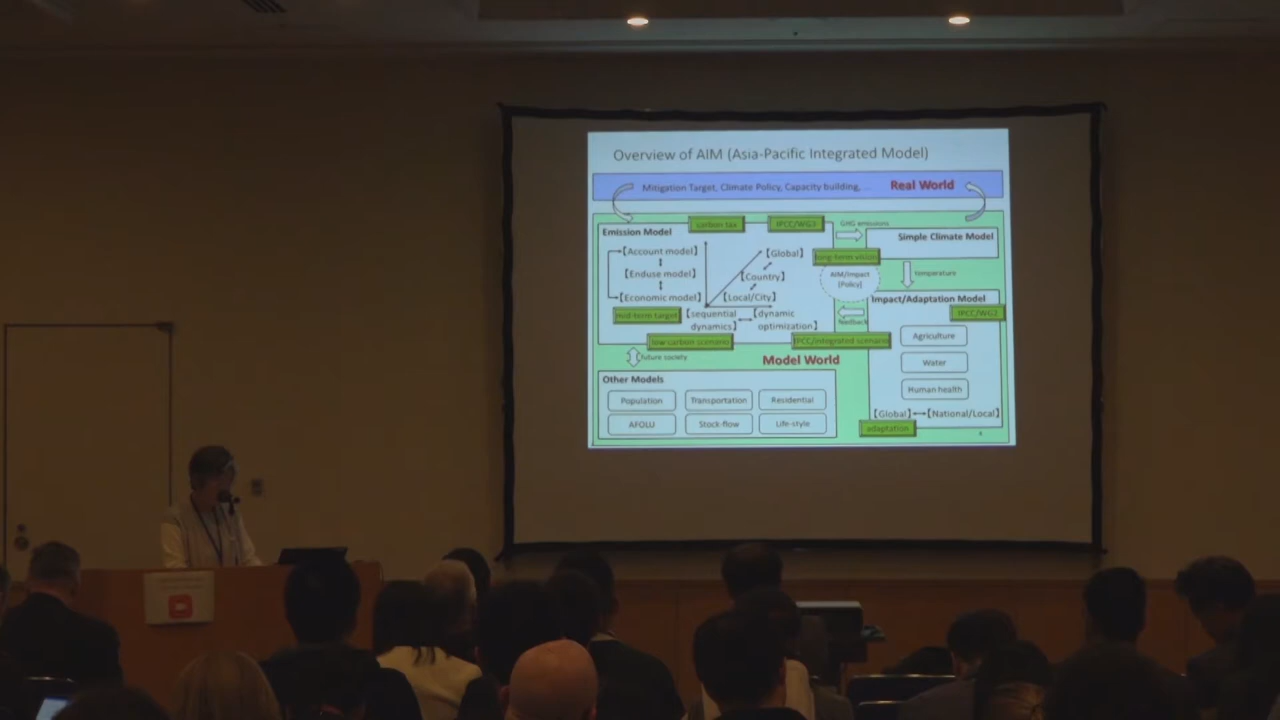 Overview of AIM (Asia-Pacific Integrated Model)
Mitigation Target, Climate Policy, Capacity building, ... Real World
carbon tax
IPCC/WG3
GHG emissions
Emission Model
Simple Climate Model
[Account model]
[Global]
long-term vision
[Enduse model]
[Country]
AIM/Impact
[Policy]
temperature
[Economic model]
[Local/City]
Impact/Adaptation Model
mid-term target
[sequential
dynamics]
[dynamic
optimization]
feedback
IPCC/WG2
low carbon scenario
IPCC/integrated scenario
Agriculture
future society
Model World
Water
Other Models
Human health
Population
Transportation
Residential
AFOLU
Stock-flow
Life-style
[Global]
[National/Local]
adaptation